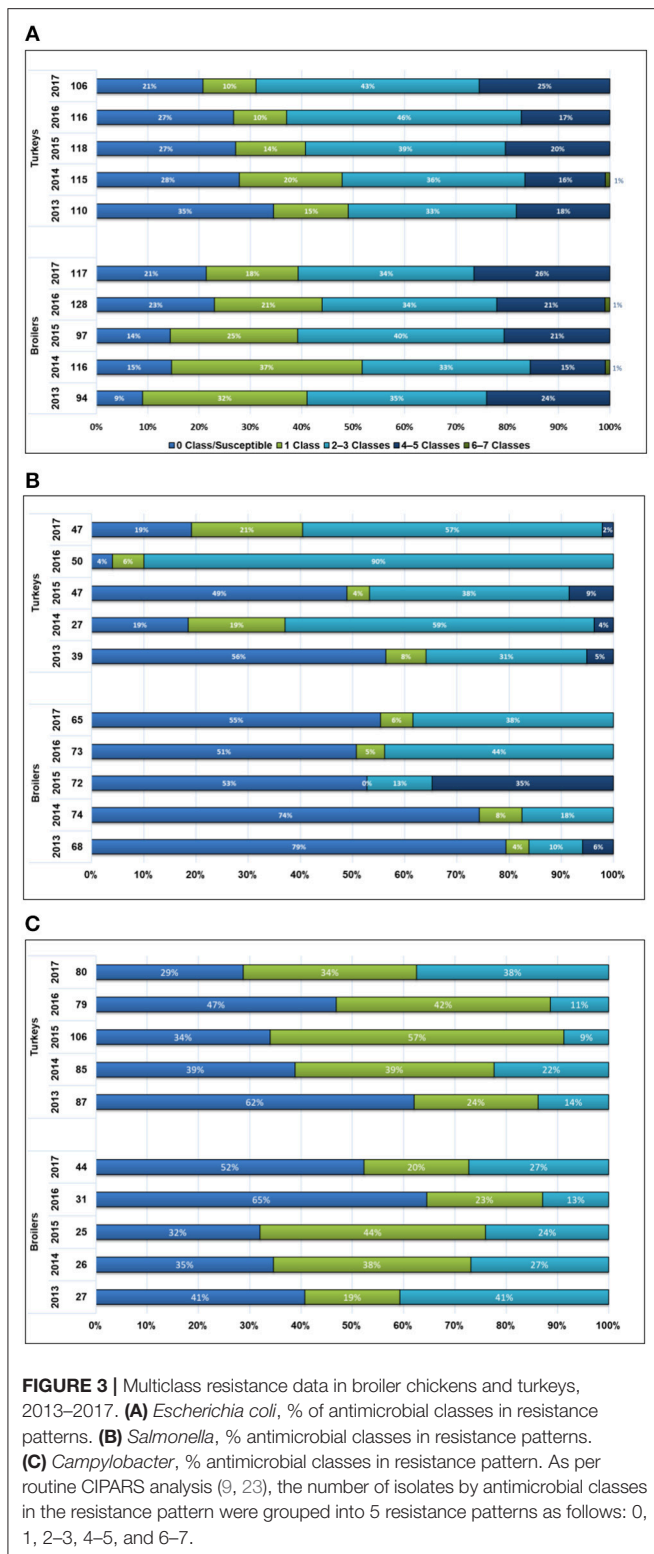 A
Turkeys
2017 106 21% 10% 43% 25%
2016 116 27% 10% 46% 17%
2015 118 27% 14% 39% 20%
2014 115 28% 20% 36% 16% 1%
2013 110 35% 15% 33% 18%
Broilers
2017 117 21% 18% 34% 26%
2016 128 23% 21% 34% 21% 1%
2015 97 14% 25% 40% 21%
2014 116 15% 37% 33% 15% 1%
2013 94 9% 32% 35% 24%
0% 10% 20% 30% 40% 50% 60% 70% 80% 90% 100%
0 Class/Susceptible 1 Class 2–3 Classes 4–5 Classes 6–7 Classes
B
Turkeys
2017 47 19% 21% 57% 2%
2016 50 4% 6% 90%
2015 47 49% 4% 38% 9%
2014 27 19% 19% 59% 4%
2013 39 56% 8% 31% 5%
Broilers
2017 65 55% 6% 38%
2016 73 51% 5% 44%
2015 72 53% 0% 13% 35%
2014 74 74% 8% 18%
2013 68 79% 4% 10% 6%
0% 10% 20% 30% 40% 50% 60% 70% 80% 90% 100%
C
Turkeys
2017 80 29% 34% 38%
2016 79 47% 42% 11%
2015 106 34% 57% 9%
2014 85 39% 39% 22%
2013 87 62% 24% 14%
Broilers
2017 44 52% 20% 27%
2016 31 65% 23% 13%
2015 25 32% 44% 24%
2014 26 35% 38% 27%
2013 27 41% 19% 41%
0% 10% 20% 30% 40% 50% 60% 70% 80% 90% 100%
FIGURE 3 | Multiclass resistance data in broiler chickens and turkeys,
2013–2017. (A) Escherichia coli, % of antimicrobial classes in resistance
patterns. (B) Salmonella, % antimicrobial classes in resistance patterns.
(C) Campylobacter, % antimicrobial classes in resistance pattern. As per
routine CIPARS analysis (9, 23), the number of isolates by antimicrobial classes
in the resistance pattern were grouped into 5 resistance patterns as follows: 0,
1, 2–3, 4–5, and 6–7.